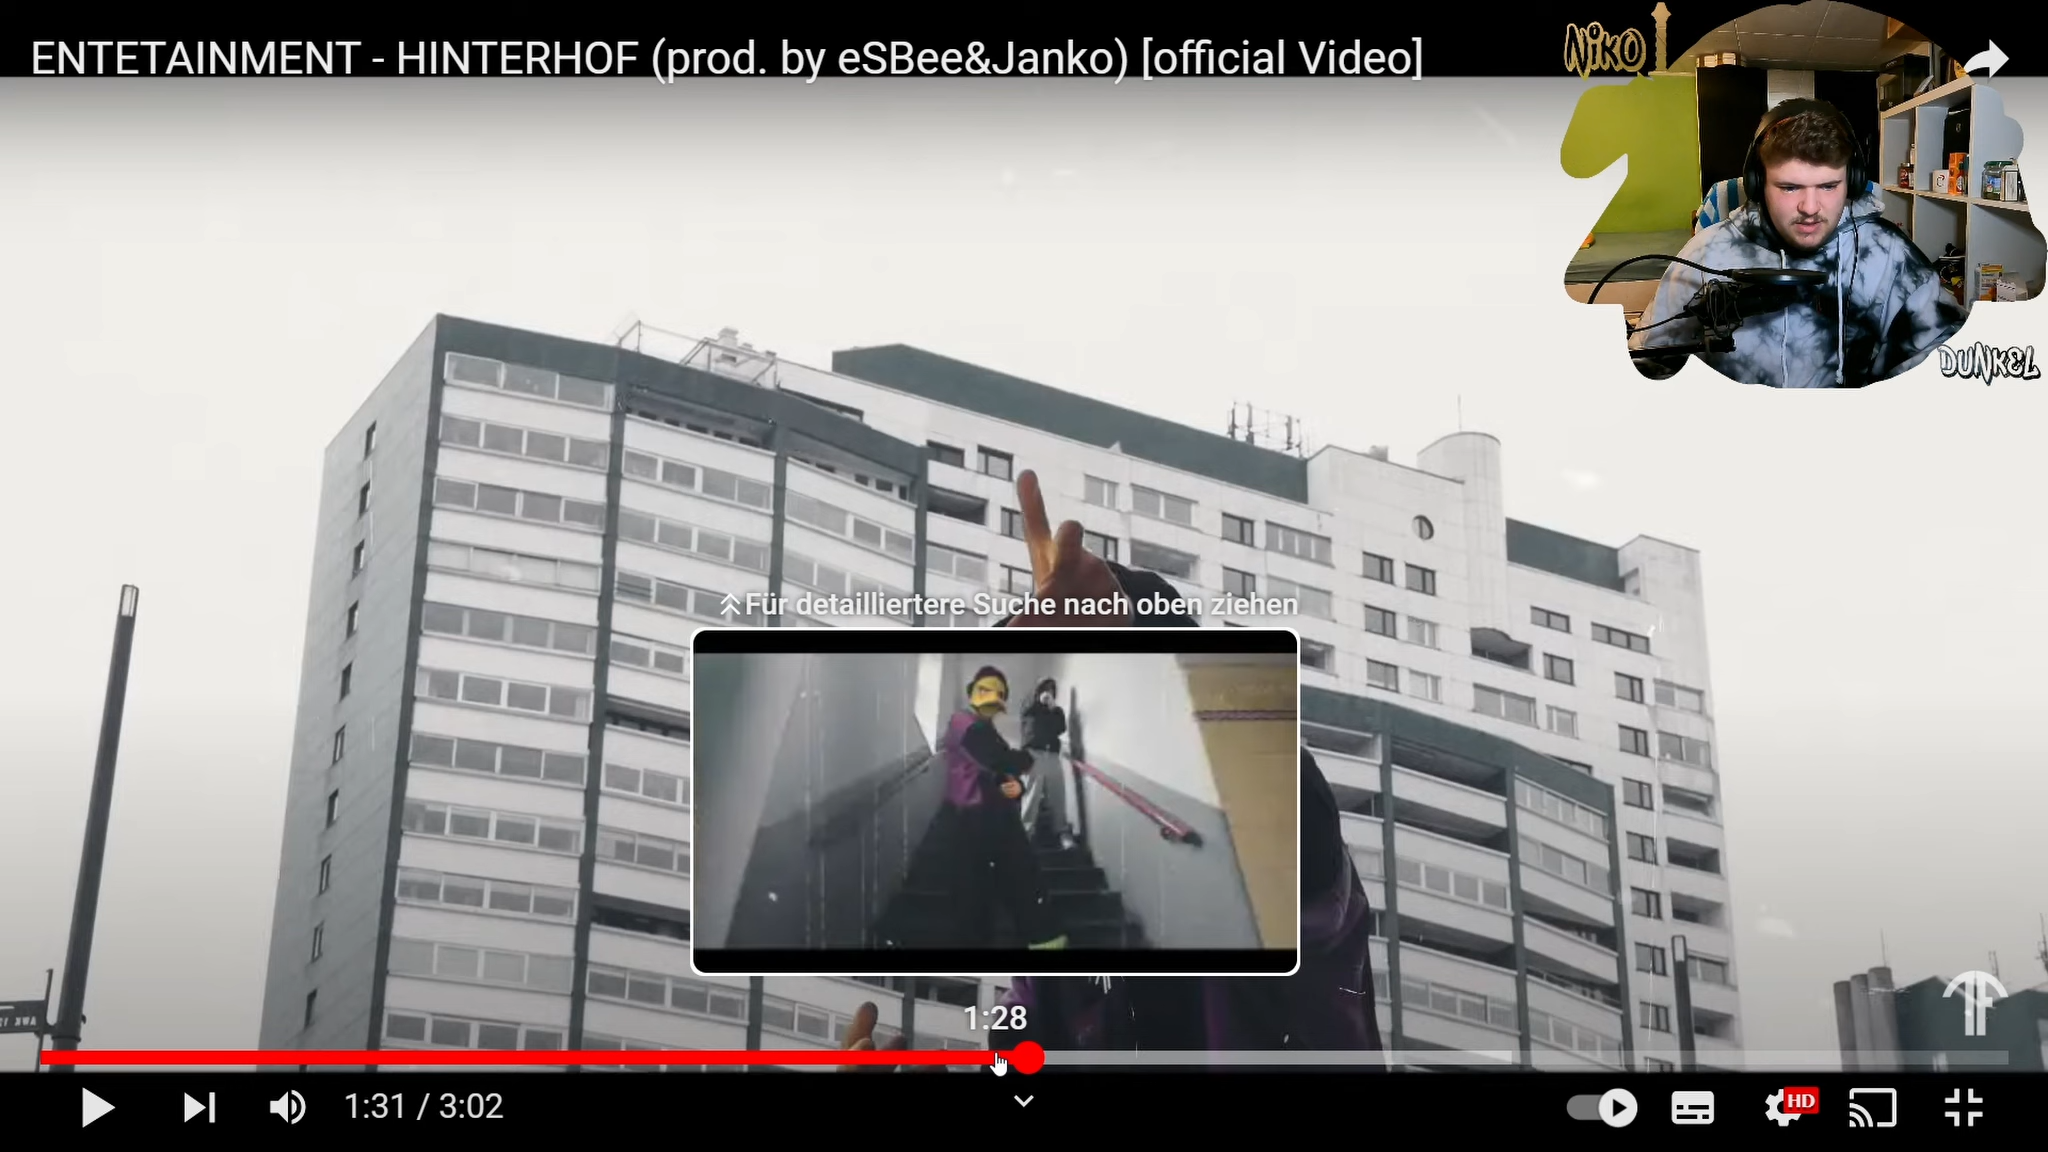 ENTETAINMENT - HINTERHOF (prod. by eSBee&Janko) [official Video]
NiKO
DUNKEL
Für detailliertere Suche nach oben ziehen
1:28
1:31 / 3:02
HD